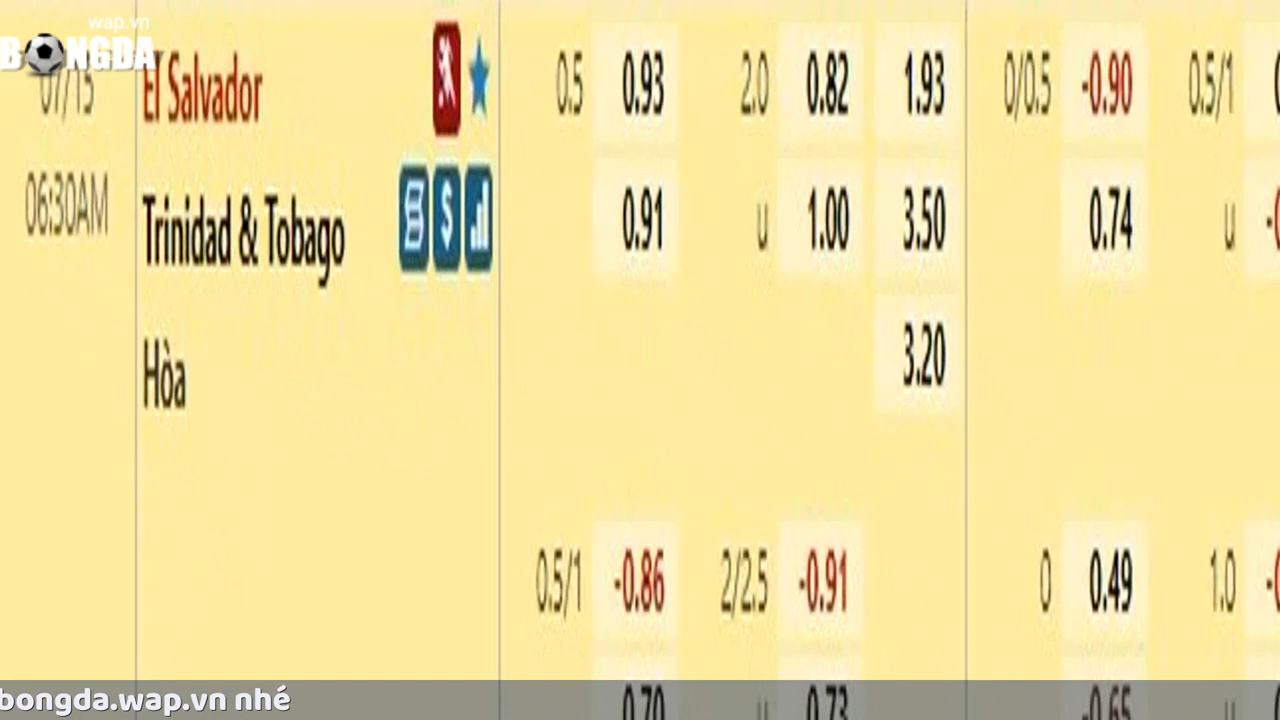 wap.vn
BONGDA
07/15 El Salvador 0.5 0.93 2.0 0.82 1.93 0/0.5 -0.90 0.5/1
06:30AM Trinidad & Tobago 0.91 u 1.00 3.50 0.74 u
Hòa 3.20
0.5/1 -0.86 2/2.5 -0.91 0 0.49 1.0
0.70 u 0.73 -0.65 u
bongda.wap.vn nhé